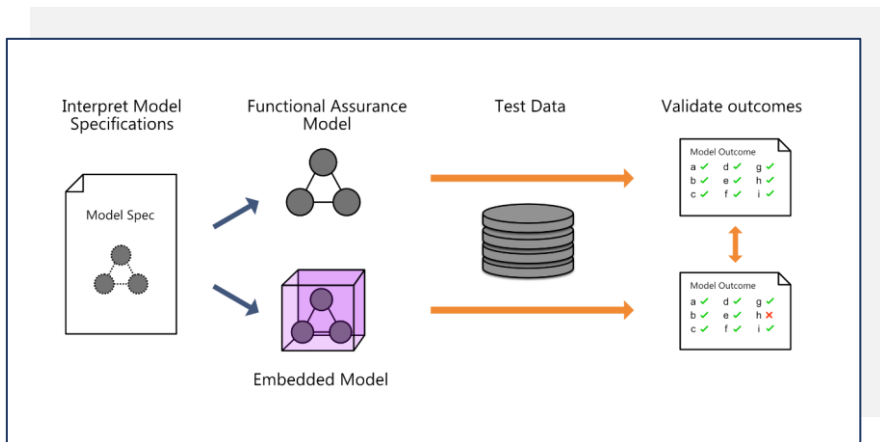 Interpret Model
Specifications
Functional Assurance
Model
Test Data
Validate outcomes
Model Spec
Embedded Model
Model Outcome
a ✓ d ✓ g ✓
b ✓ e ✓ h ✓
c ✓ f ✓ i ✓
Model Outcome
a ✓ d ✓ g ✓
b ✓ e ✓ h ✗
c ✓ f ✓ i ✓